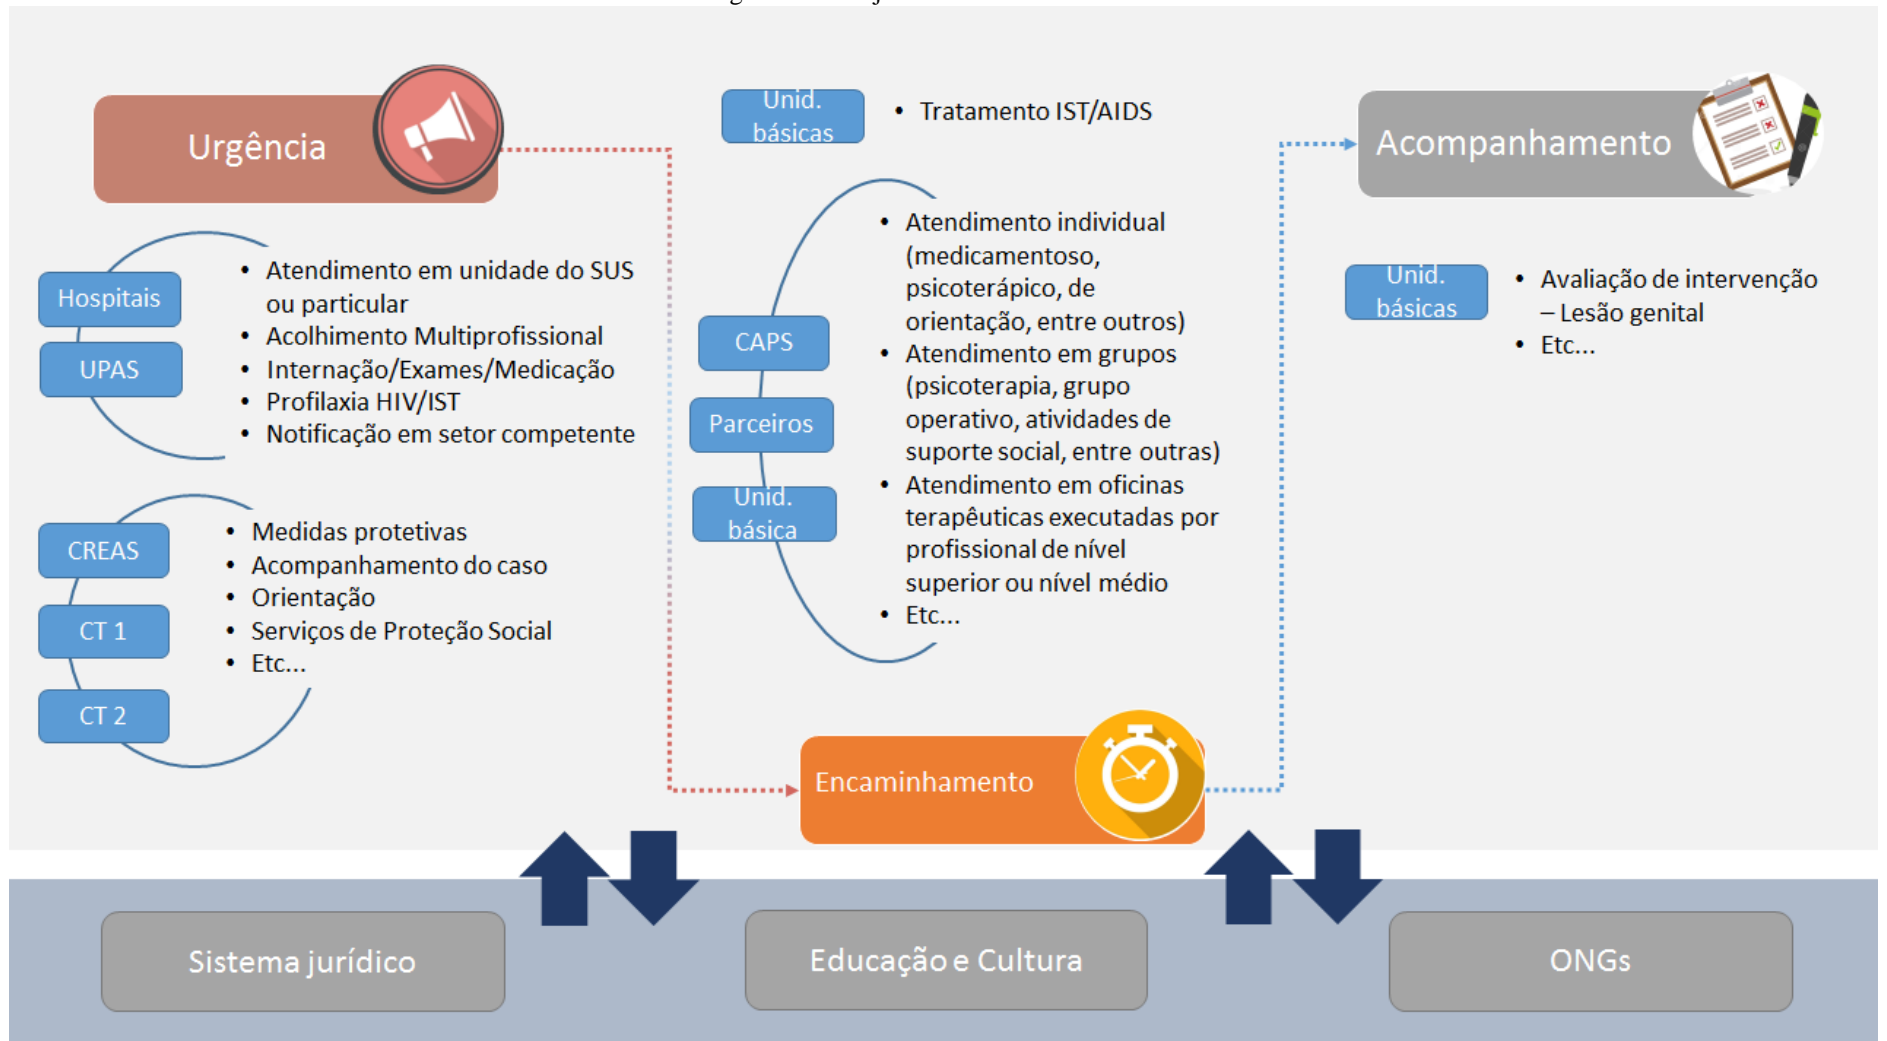 Urgência
Hospitais
UPAS
• Atendimento em unidade do SUS
ou particular
• Acolhimento Multiprofissional
• Internação/Exames/Medicação
• Profilaxia HIV/IST
• Notificação em setor competente
CREAS
CT 1
CT 2
• Medidas protetivas
• Acompanhamento do caso
• Orientação
• Serviços de Proteção Social
• Etc...
Unid.
básicas
• Tratamento IST/AIDS
CAPS
Parceiros
Unid.
básica
• Atendimento individual
(medicamentoso,
psicoterápico, de
orientação, entre outros)
• Atendimento em grupos
(psicoterapia, grupo
operativo, atividades de
suporte social, entre outras)
• Atendimento em oficinas
terapêuticas executadas por
profissional de nível
superior ou nível médio
• Etc...
Encaminhamento
Acompanhamento
Unid.
básicas
• Avaliação de intervenção
– Lesão genital
• Etc...
Sistema jurídico
Educação e Cultura
ONGs